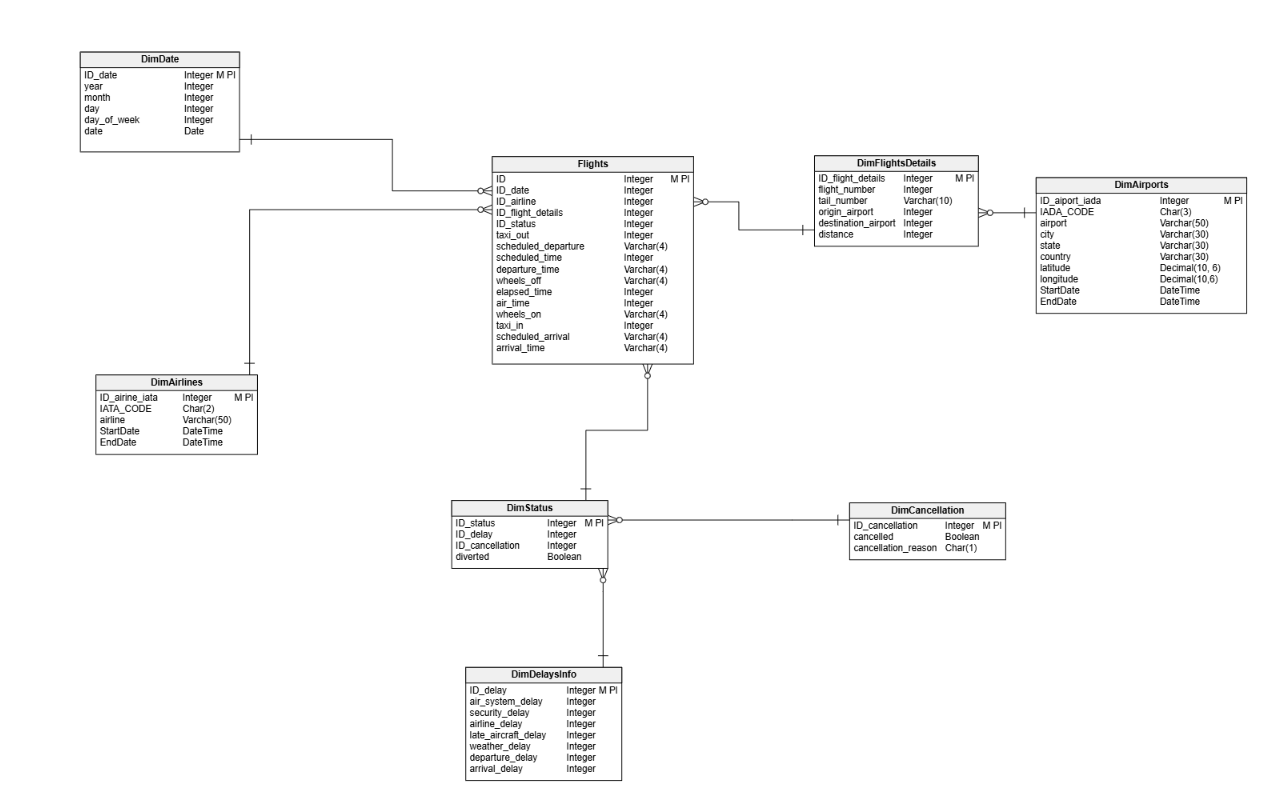 DimDate
ID_date Integer M PI
year Integer
month Integer
day Integer
day_of_week Integer
date Date
Flights
ID Integer M PI
ID_date Integer
ID_airline Integer
ID_flight_details Integer
ID_status Integer
taxi_out Integer
scheduled_departure Varchar(4)
scheduled_time Integer
departure_time Varchar(4)
wheels_off Varchar(4)
elapsed_time Integer
air_time Integer
wheels_on Varchar(4)
taxi_in Integer
scheduled_arrival Varchar(4)
arrival_time Varchar(4)
DimFlightsDetails
ID_flight_details Integer M PI
flight_number Integer
tail_number Varchar(10)
origin_airport Integer
destination_airport Integer
distance Integer
DimAirports
ID_aiport_iada Integer M PI
IADA_CODE Char(3)
airport Varchar(50)
city Varchar(30)
state Varchar(30)
country Varchar(30)
latitude Decimal(10, 6)
longitude Decimal(10,6)
StartDate DateTime
EndDate DateTime
DimAirlines
ID_airine_iata Integer M PI
IATA_CODE Char(2)
airline Varchar(50)
StartDate DateTime
EndDate DateTime
DimStatus
ID_status Integer M PI
ID_delay Integer
ID_cancellation Integer
diverted Boolean
DimCancellation
ID_cancellation Integer M PI
cancelled Boolean
cancellation_reason Char(1)
DimDelaysInfo
ID_delay Integer M PI
air_system_delay Integer
security_delay Integer
airline_delay Integer
late_aircraft_delay Integer
weather_delay Integer
departure_delay Integer
arrival_delay Integer